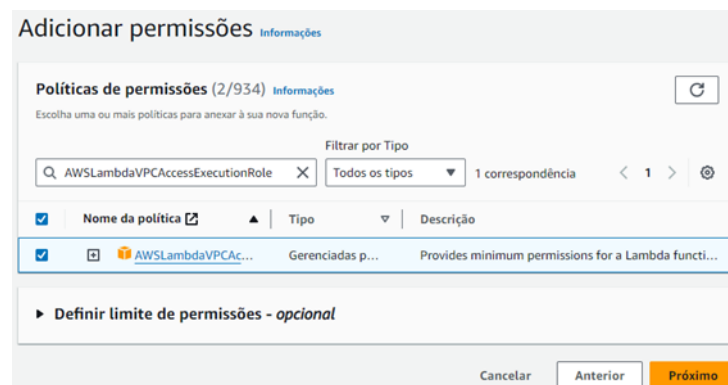 Adicionar permissões Informações
Políticas de permissões (2/934) Informações
Escolha uma ou mais políticas para anexar à sua nova função.
Filtrar por Tipo
AWSLambdaVPCAccessExecutionRole Todos os tipos 1 correspondência 1
Nome da política Tipo Descrição
AWSLambdaVPCAc... Gerenciadas p... Provides minimum permissions for a Lambda functi...
Definir limite de permissões - opcional
Cancelar Anterior Próximo